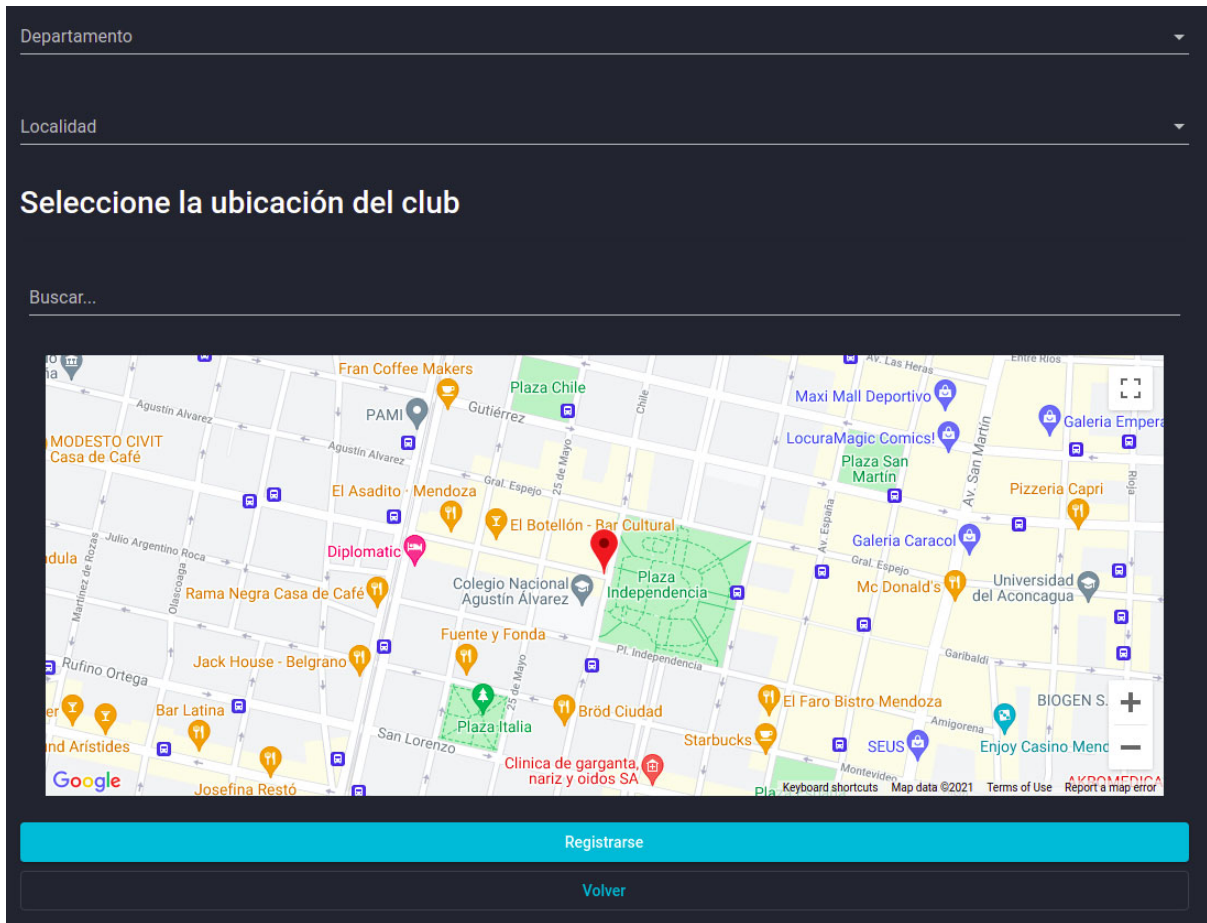 Departamento
Localidad
Seleccione la ubicación del club
Buscar...
Fran Coffee Makers
Plaza Chile
Av. Las Heras
Entre Ríos
Maxi Mall Deportivo
Agustín Alvarez
PAMI
Gutiérrez
Chile
Galeria Empera
MODESTO CIVIT
Casa de Café
Agustín Alvarez
25 de Mayo
LocuraMagic Comics!
Plaza San
Martín
Av. San Martín
Rioja
El Asadito - Mendoza
Gral. Espejo
Pizzeria Capri
El Botellón - Bar Cultural
Av. España
Galeria Caracol
Julio Argentino Roca
Diplomatic
Gral. Espejo
ndula
Martínez de Rozas
Olascoaga
Rama Negra Casa de Café
Colegio Nacional
Agustín Álvarez
Plaza
Independencia
Mc Donald's
Universidad
del Aconcagua
Fuente y Fonda
Pl. Independencia
Garibaldi
Rufino Ortega
Jack House - Belgrano
25 de Mayo
El Faro Bistro Mendoza
BIOGEN S.
er
Bar Latina
Plaza Italia
Bröd Ciudad
Amigorena
nd Arístides
San Lorenzo
Starbucks
SEUS
Enjoy Casino Mend
Clinica de garganta,
nariz y oidos SA
Montevideo
Google
Josefina Restó
Keyboard shortcuts
Map data ©2021
Terms of Use
Report a map error
Registrarse
Volver